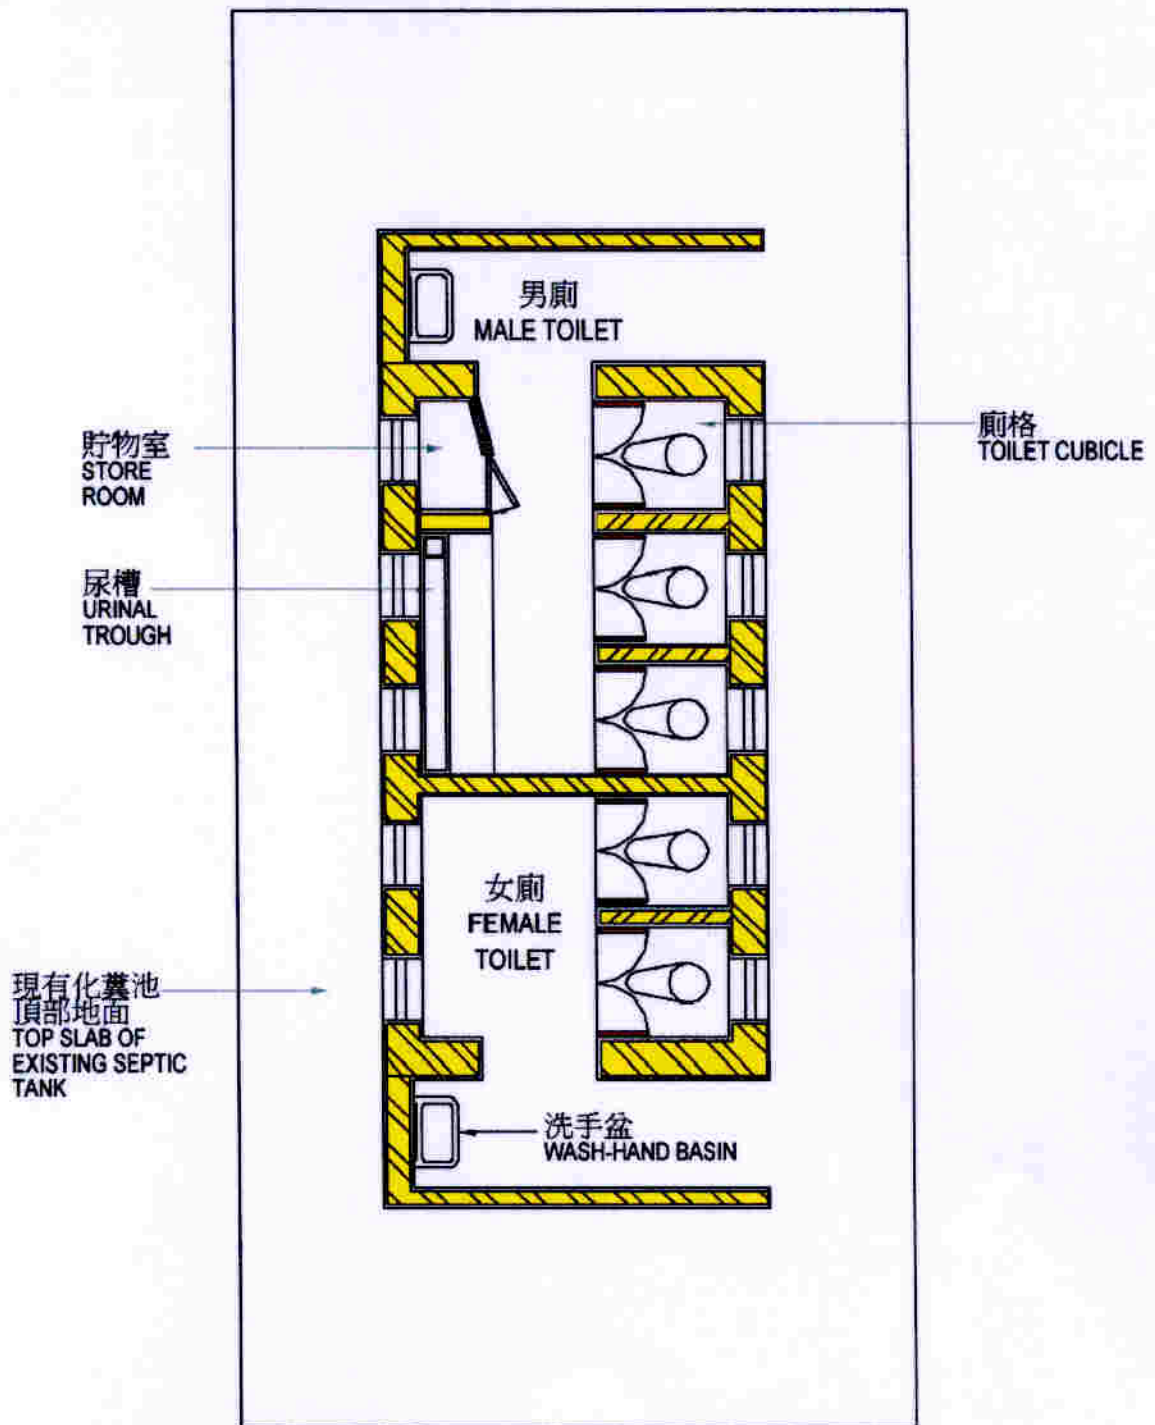 男廁
MALE TOILET
貯物室
STORE
ROOM
廁格
TOILET CUBICLE
尿槽
URINAL
TROUGH
女廁
FEMALE
TOILET
現有化糞池
頂部地面
TOP SLAB OF
EXISTING SEPTIC
TANK
洗手盆
WASH-HAND BASIN